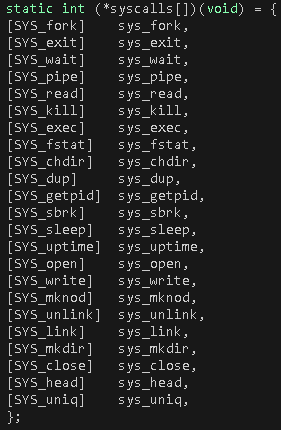 static int (*syscalls[])(void) = {
[SYS_fork]    sys_fork,
[SYS_exit]    sys_exit,
[SYS_wait]    sys_wait,
[SYS_pipe]    sys_pipe,
[SYS_read]    sys_read,
[SYS_kill]    sys_kill,
[SYS_exec]    sys_exec,
[SYS_fstat]   sys_fstat,
[SYS_chdir]   sys_chdir,
[SYS_dup]     sys_dup,
[SYS_getpid]  sys_getpid,
[SYS_sbrk]    sys_sbrk,
[SYS_sleep]   sys_sleep,
[SYS_uptime]  sys_uptime,
[SYS_open]    sys_open,
[SYS_write]   sys_write,
[SYS_mknod]   sys_mknod,
[SYS_unlink]  sys_unlink,
[SYS_link]    sys_link,
[SYS_mkdir]   sys_mkdir,
[SYS_close]   sys_close,
[SYS_head]    sys_head,
[SYS_uniq]    sys_uniq,
};